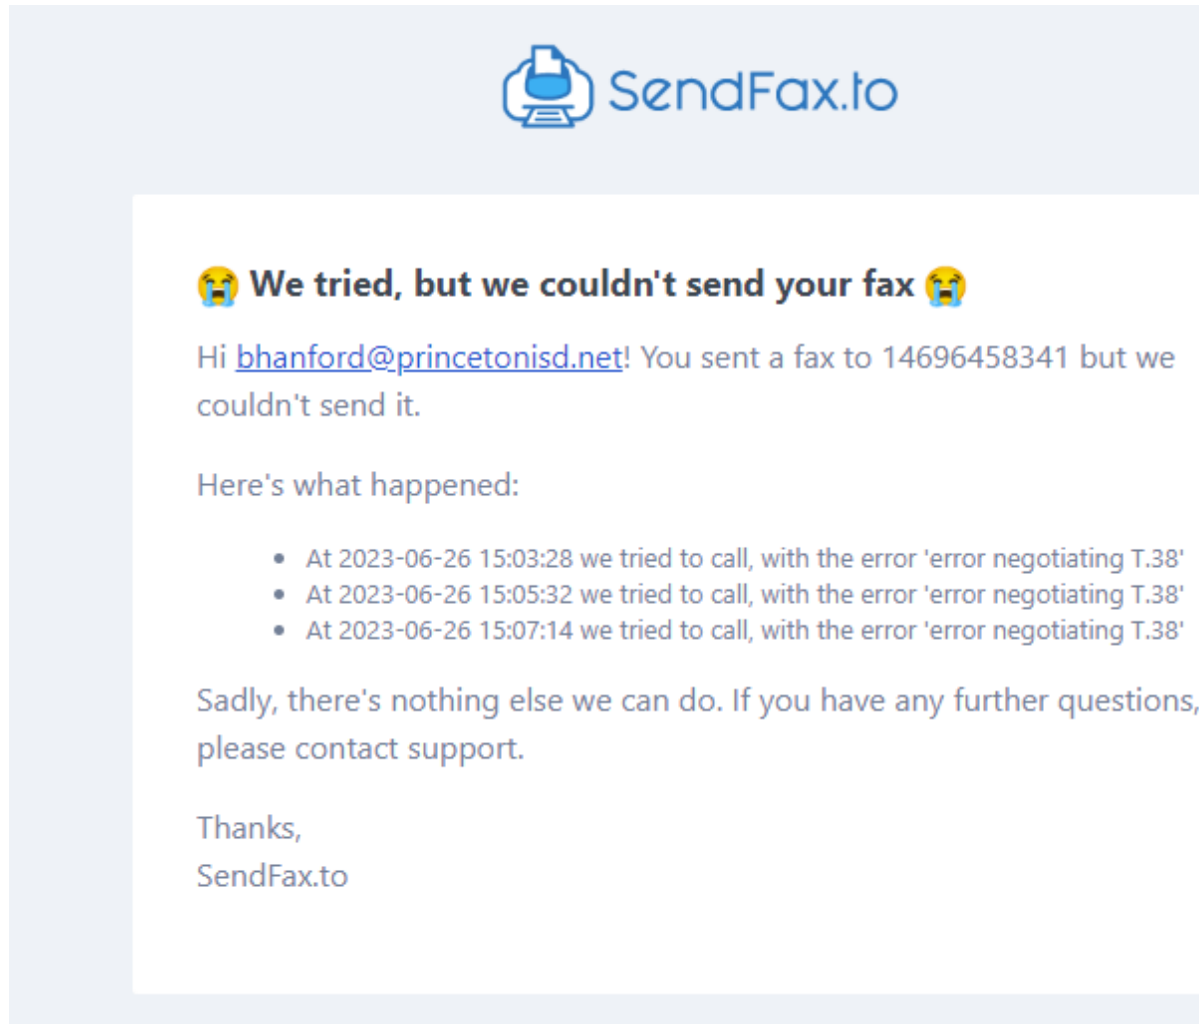 SendFax.to
😭 We tried, but we couldn't send your fax 😭
Hi bhanford@princetonisd.net! You sent a fax to 14696458341 but we
couldn't send it.
Here's what happened:
• At 2023-06-26 15:03:28 we tried to call, with the error 'error negotiating T.38'
• At 2023-06-26 15:05:32 we tried to call, with the error 'error negotiating T.38'
• At 2023-06-26 15:07:14 we tried to call, with the error 'error negotiating T.38'
Sadly, there's nothing else we can do. If you have any further questions,
please contact support.
Thanks,
SendFax.to